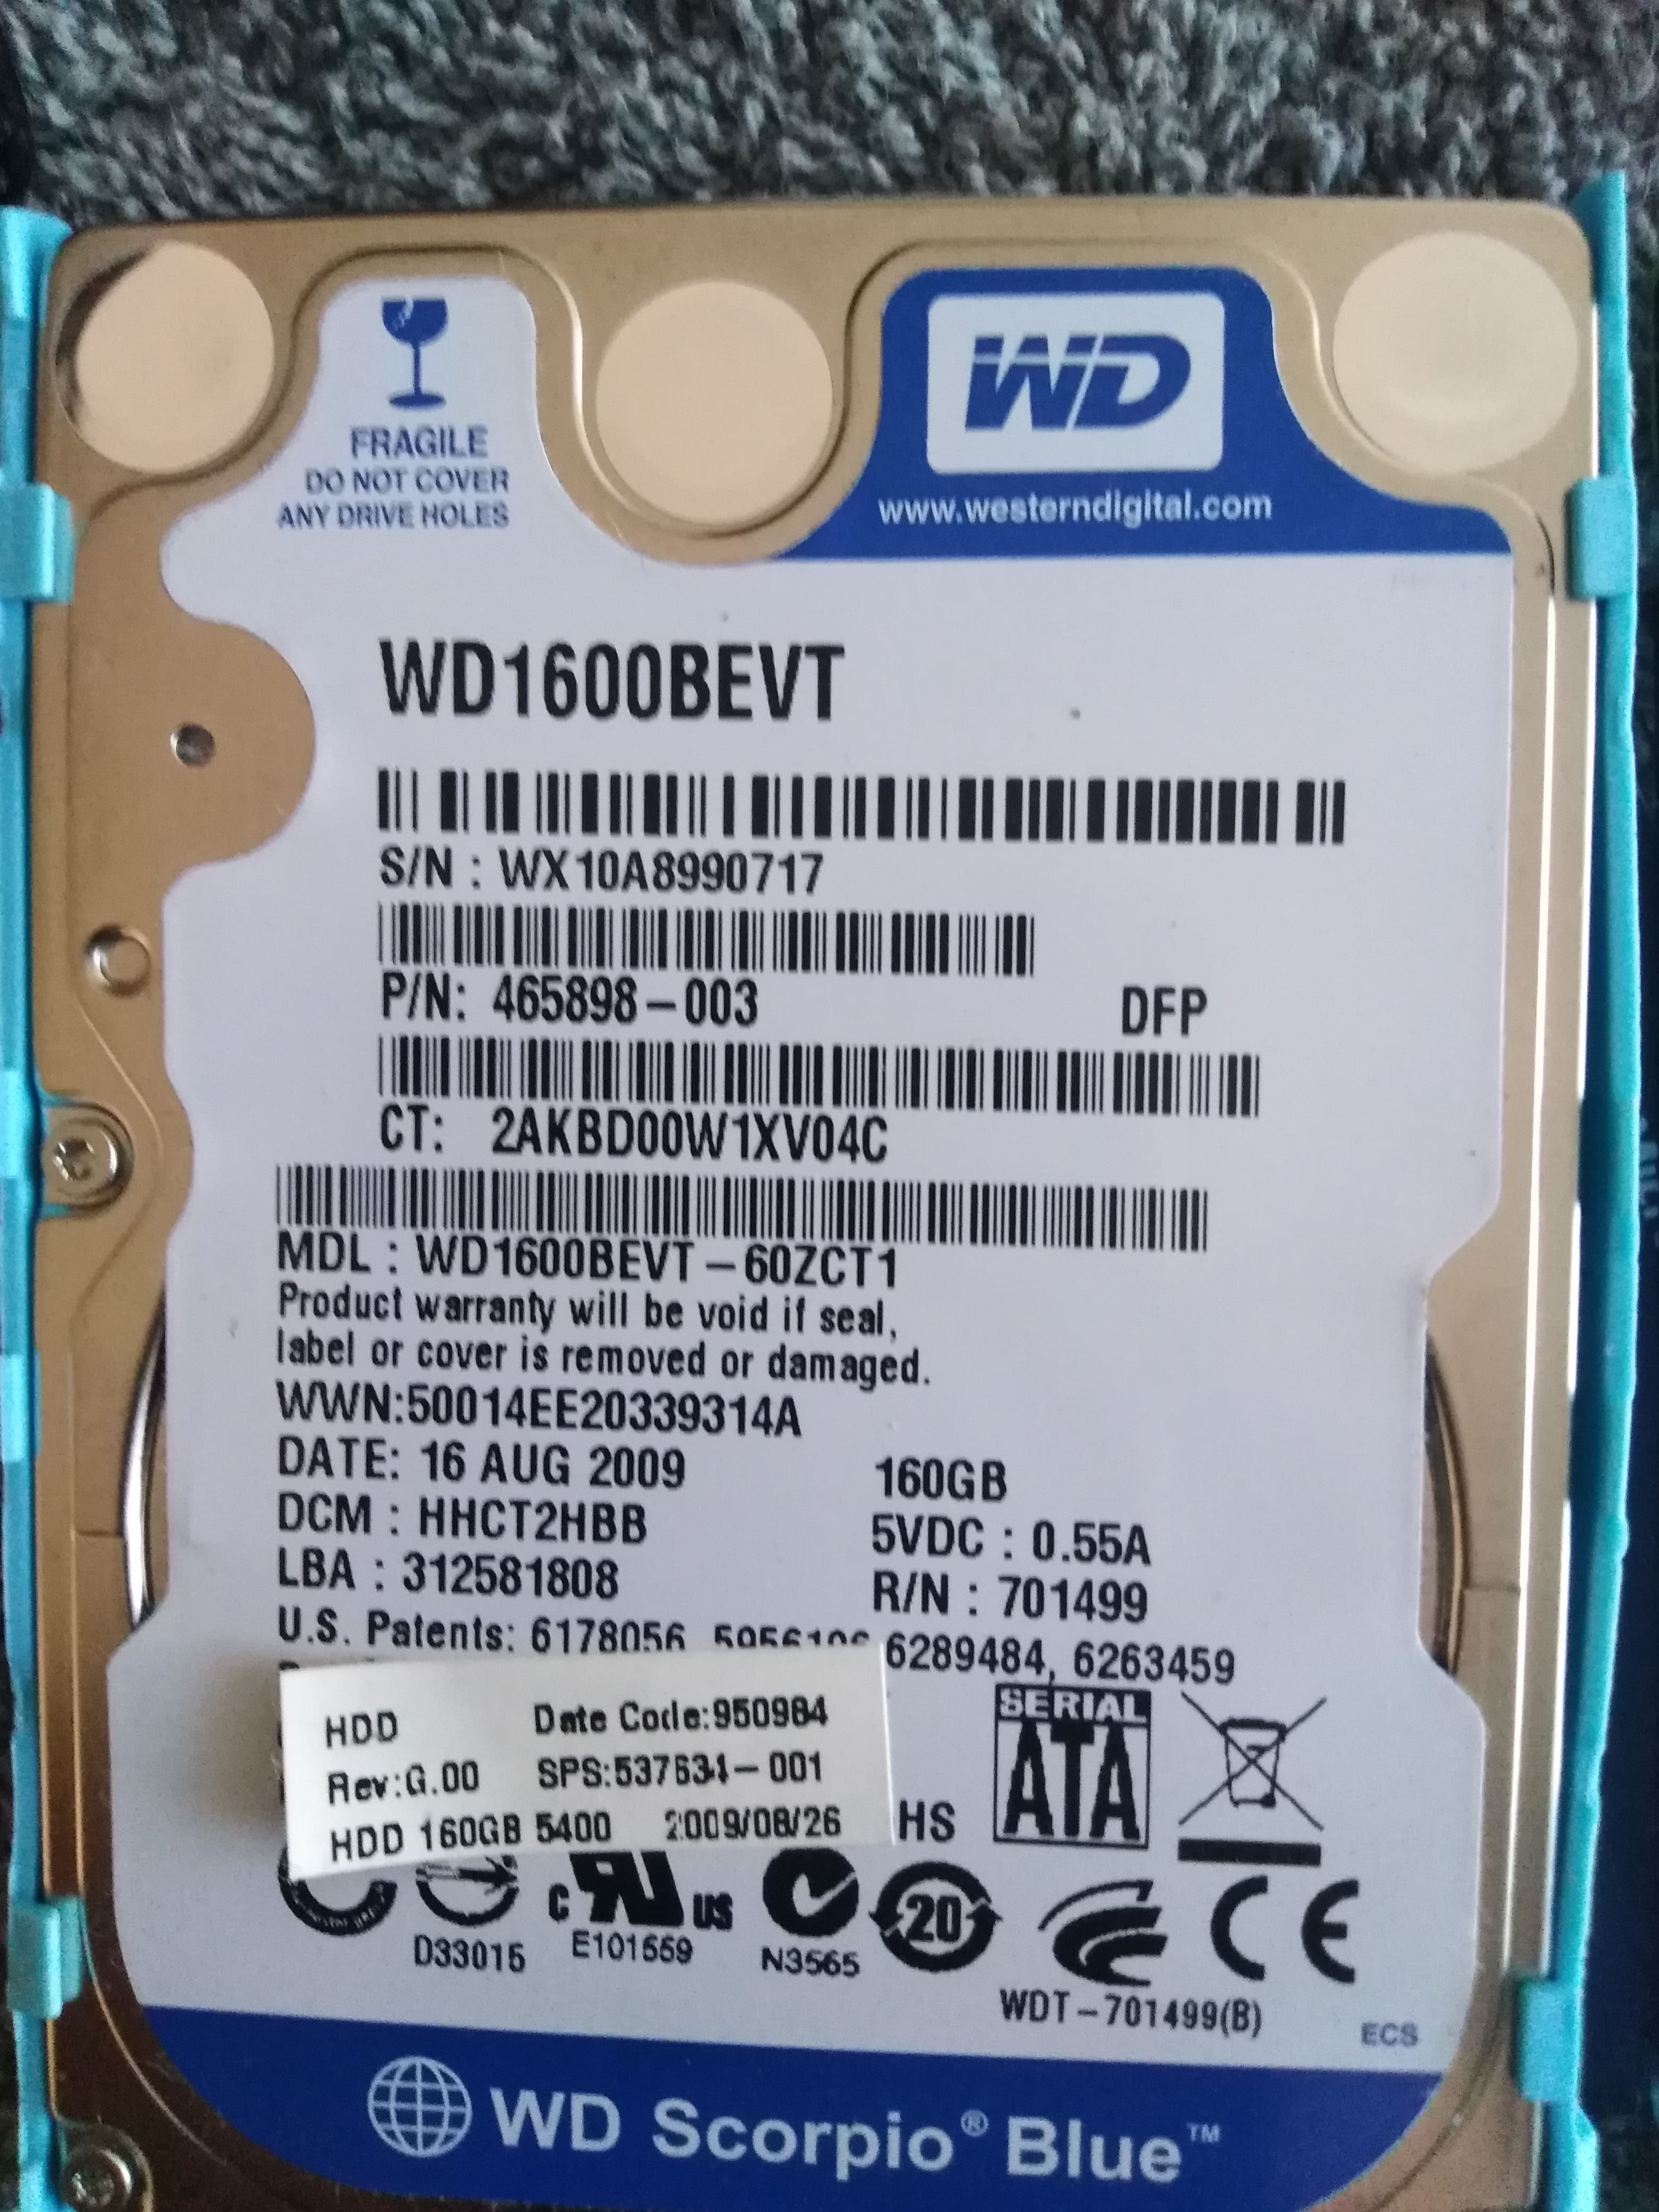 FRAGILE
DO NOT COVER
ANY DRIVE HOLES
WD
www.westerndigital.com
WD1600BEVT
S/N : WX10A8990717
P/N: 465898-003 DFP
CT: 2AKBD00W1XV04C
MDL : WD1600BEVT-60ZCT1
Product warranty will be void if seal,
label or cover is removed or damaged.
WWN:50014EE20339314A
DATE: 16 AUG 2009 160GB
DCM : HHCT2HBB 5VDC : 0.55A
LBA : 312581808 R/N : 701499
U.S. Patents: 6178056, 6289484, 6263459
HDD Date Code:950984
Rev:G.00 SPS:537634-001
HDD 160GB 5400 2009/08/26
HS
SERIAL
ATA
C US
20
CE
D33015 E101559 N3565
WDT-701499(B)
ECS
WD Scorpio® Blue™